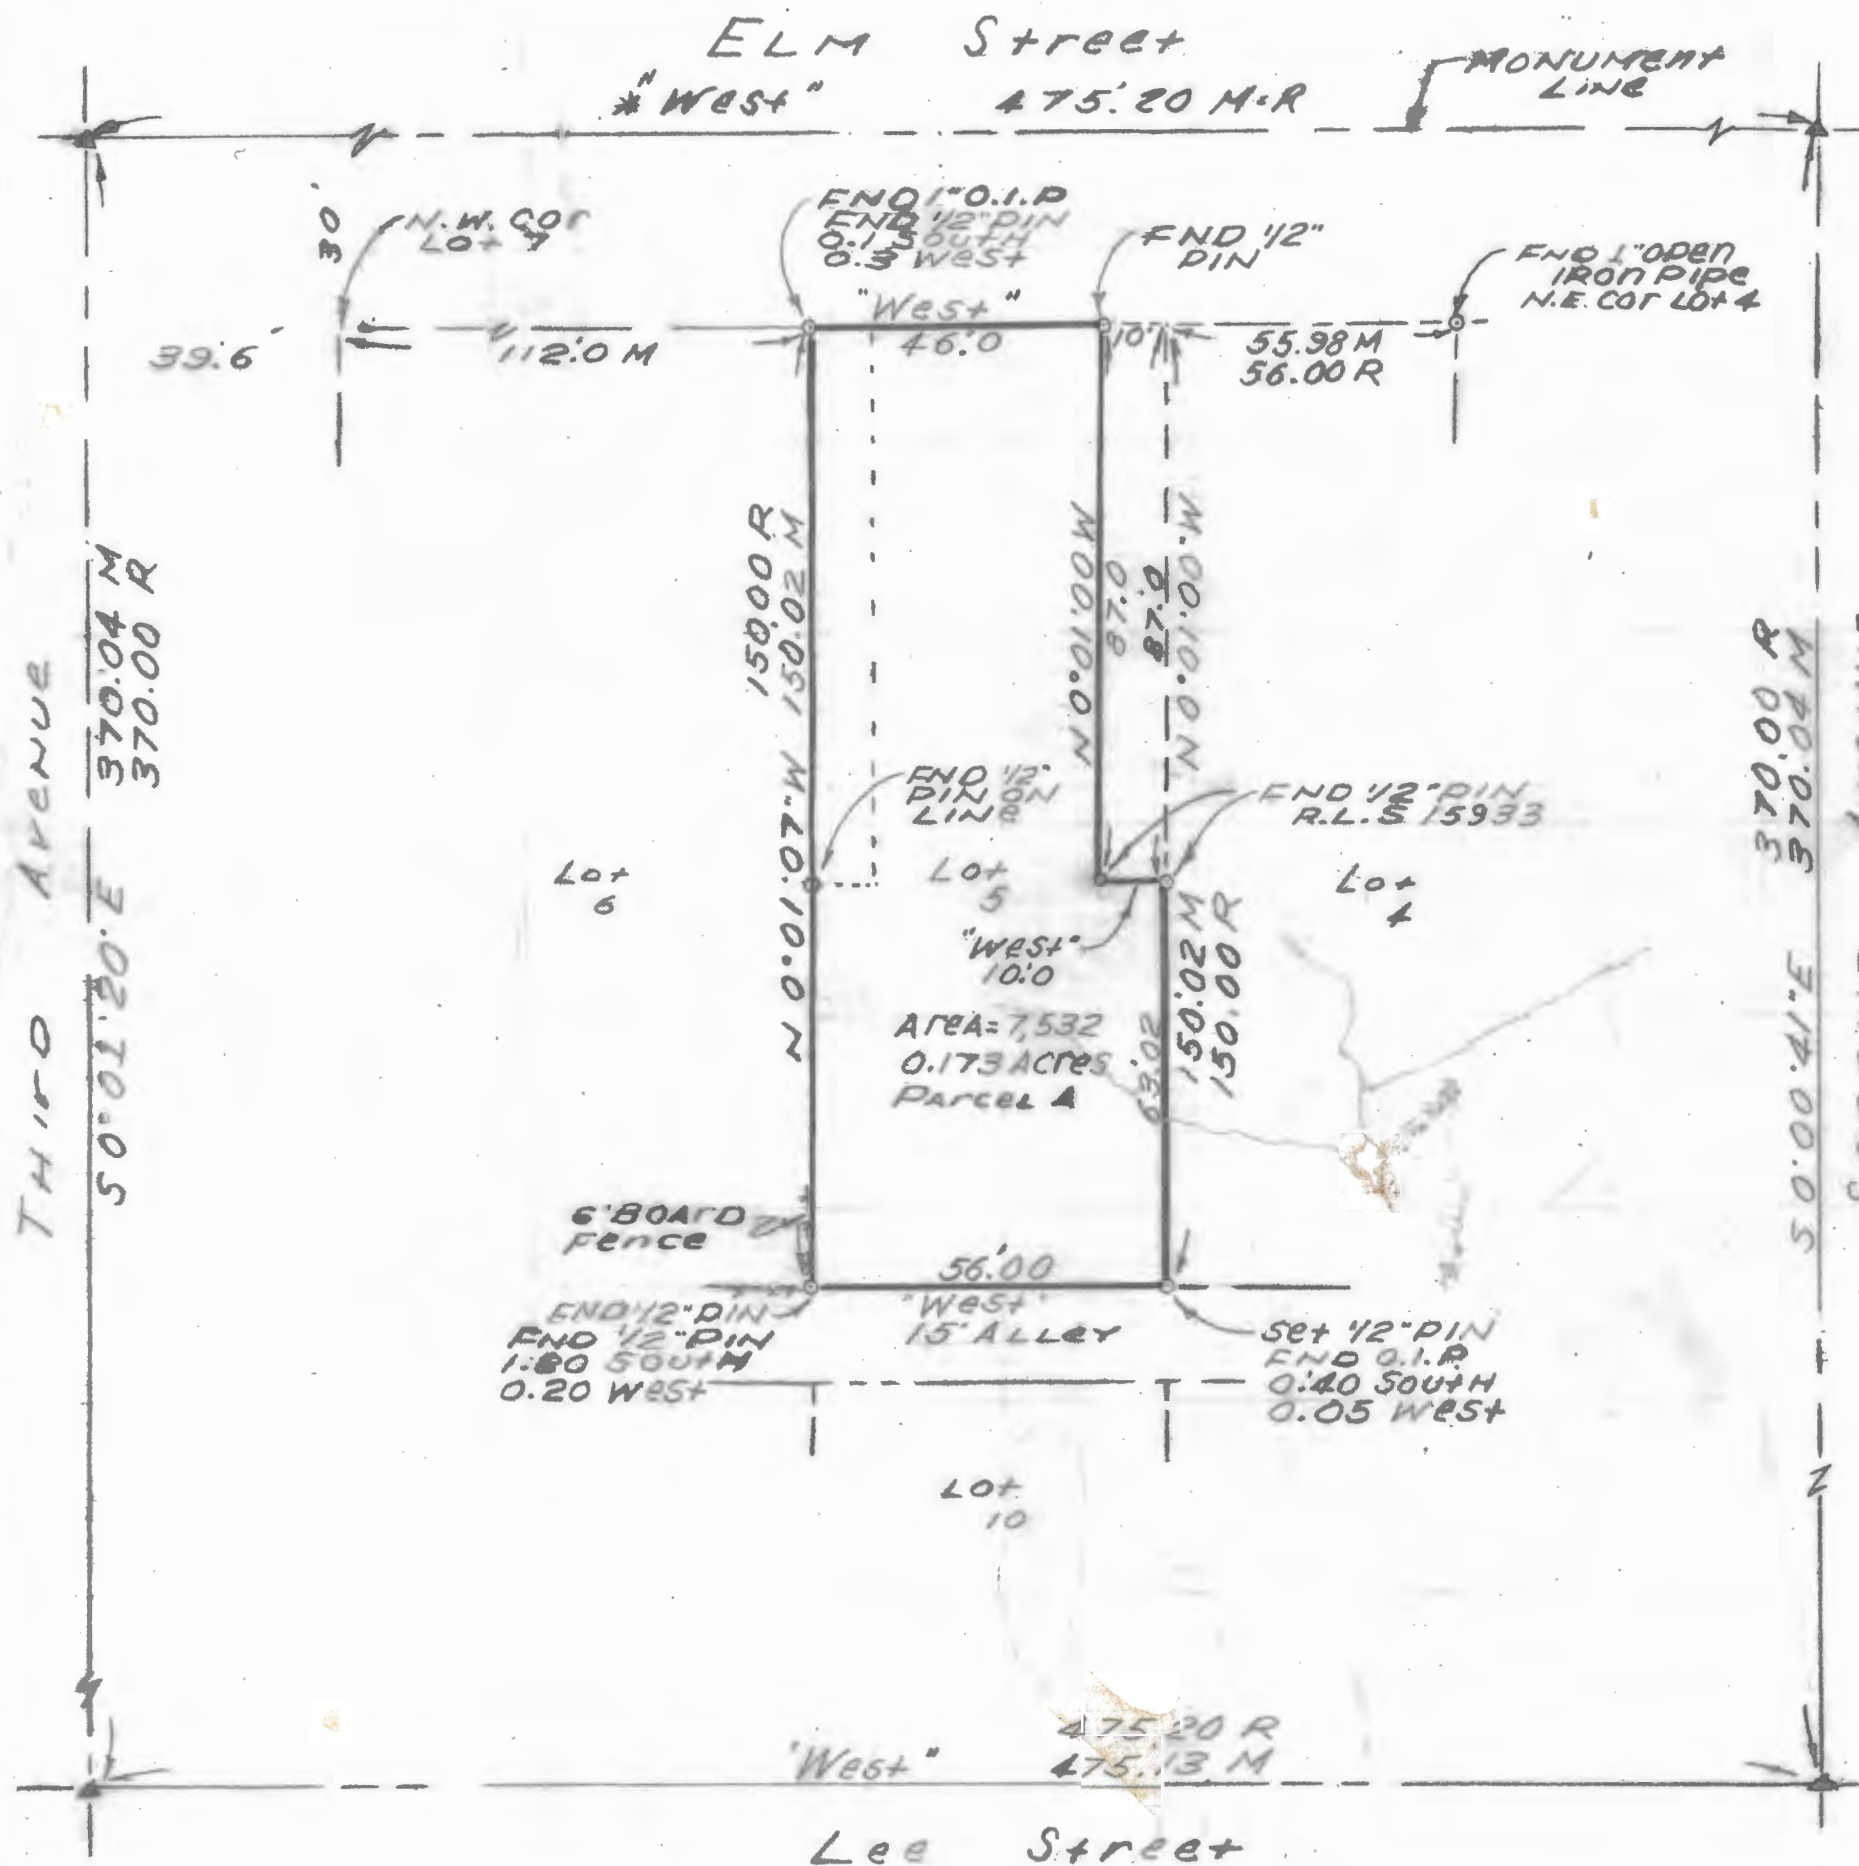 ELM Street
* "West" 475.20 M-R
MONUMENT
LINE
30'
N.W. COR
LOT 7
FND 1" O.I.P
FND 1/2" PIN
0.1 SOUTH
0.3 West
FND 1/2"
PIN
FND 1" OPEN
IRON PIPE
N.E. COR LOT 4
39.6
112.0 M
"West"
46.0
10'
55.98 M
56.00 R
150.00 R
N 0°01'07"W 150.02 M
N 0°01'00 W
87.0
87.0
N 0°01'00"W
370.04 M
370.00 R
THIRD AVENUE
S 0°01'20"E
370.00 R
370.04 M
S 0°00'41"E
FND 1/2"
PIN ON
LINE
FND 1/2" PIN
R.L.S 15933
Lot
6
Lot
5
Lot
4
"West"
10.0
150.02 M
150.00 R
63.02
Area = 7,532
0.173 Acres
PARCEL A
6' BOARD
Fence
56.00
"West"
15' ALLEY
FND 1/2" PIN
FND 1/2" PIN
1.80 SOUTH
0.20 West
Set 1/2" PIN
FND O.I.P.
0.40 SOUTH
0.05 West
Lot
10
475.20 R
"West" 475.13 M
Lee Street